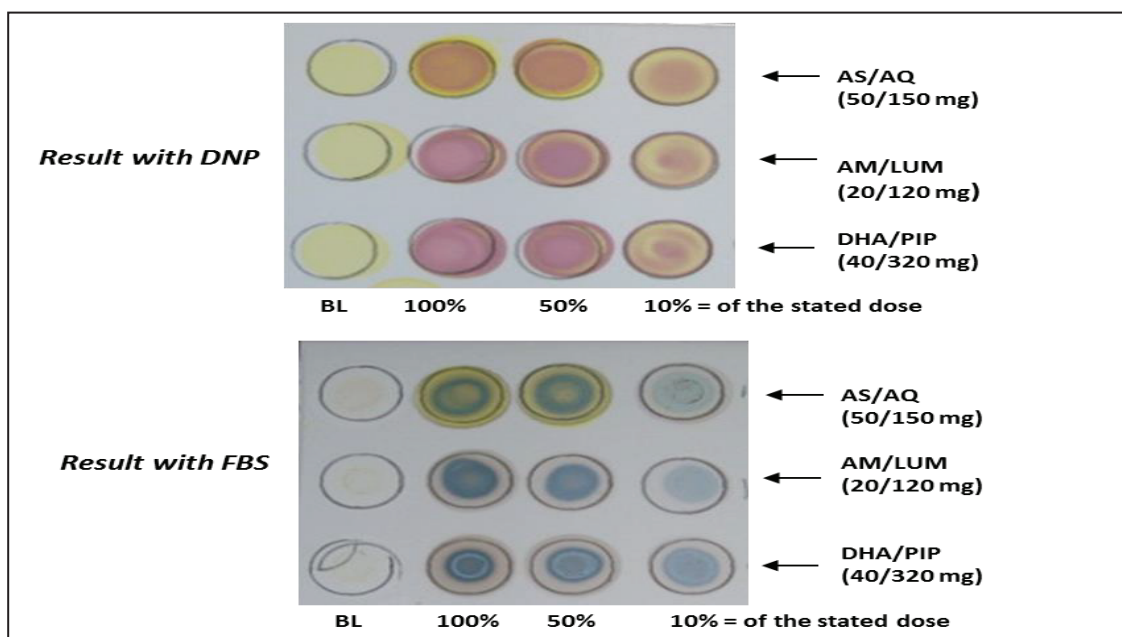 AS/AQ
(50/150 mg)
Result with DNP
AM/LUM
(20/120 mg)
DHA/PIP
(40/320 mg)
BL 100% 50% 10% = of the stated dose
AS/AQ
(50/150 mg)
Result with FBS
AM/LUM
(20/120 mg)
DHA/PIP
(40/320 mg)
BL 100% 50% 10% = of the stated dose